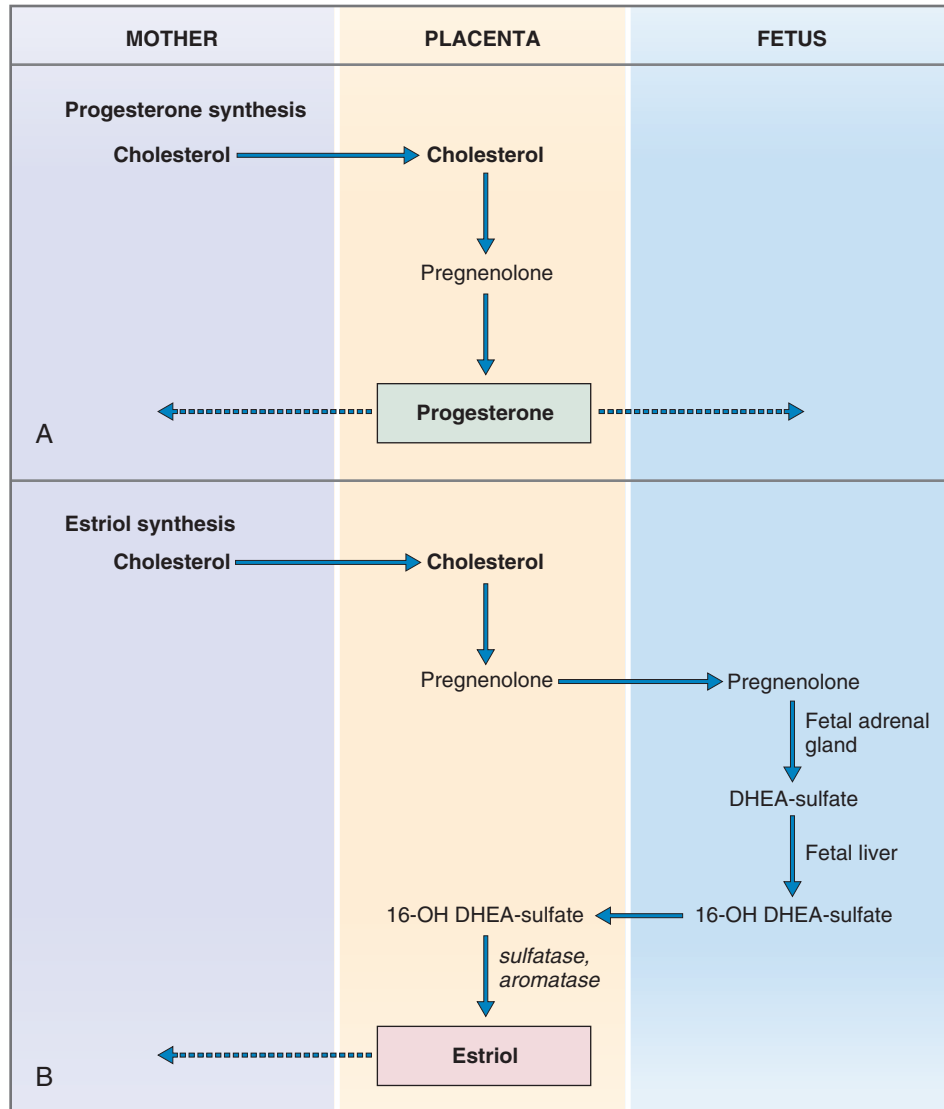 MOTHER PLACENTA FETUS
Progesterone synthesis
Cholesterol Cholesterol
Pregnenolone
Progesterone
A
Estriol synthesis
Cholesterol Cholesterol
Pregnenolone Pregnenolone
Fetal adrenal
gland
DHEA-sulfate
Fetal liver
16-OH DHEA-sulfate 16-OH DHEA-sulfate
sulfatase,
aromatase
Estriol
B